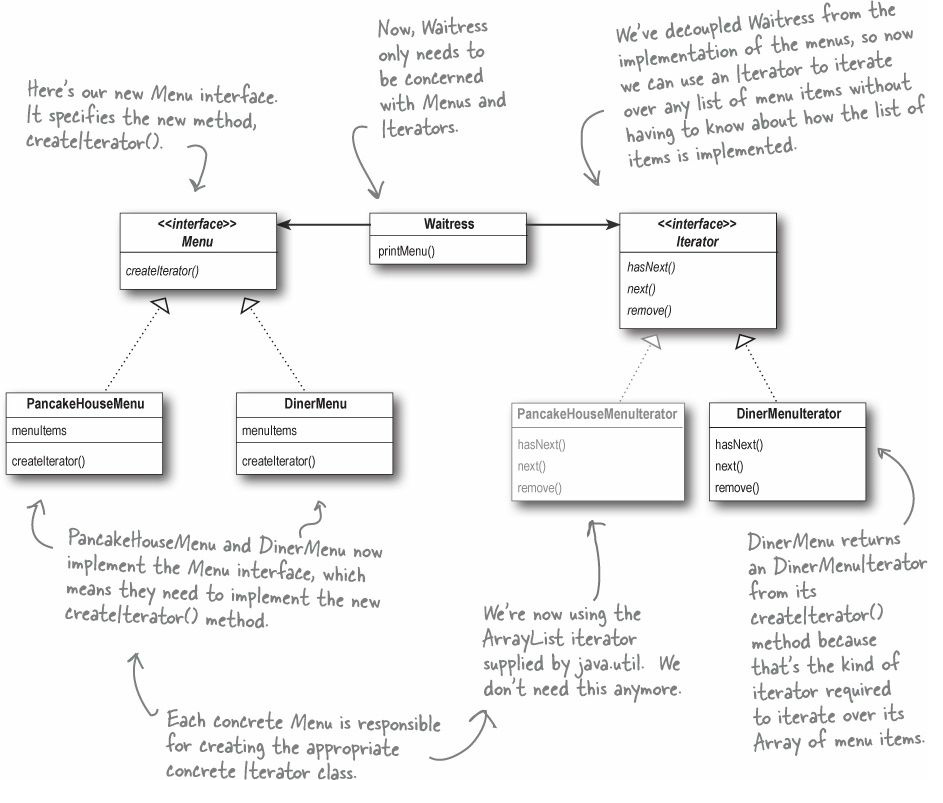 Here's our new Menu interface.
It specifies the new method,
createIterator().
Now, Waitress
only needs to
be concerned
with Menus and
Iterators.
We've decoupled Waitress from the
implementation of the menus, so now
we can use an Iterator to iterate
over any list of menu items without
having to know about how the list of
items is implemented.
<<interface>>
Menu
createIterator()
Waitress
printMenu()
<<interface>>
Iterator
hasNext()
next()
remove()
PancakeHouseMenu
menuItems
createIterator()
DinerMenu
menuItems
createIterator()
PancakeHouseMenuIterator
hasNext()
next()
remove()
DinerMenuIterator
hasNext()
next()
remove()
PancakeHouseMenu and DinerMenu now
implement the Menu interface, which
means they need to implement the new
createIterator() method.
We're now using the
ArrayList iterator
supplied by java.util. We
don't need this anymore.
DinerMenu returns
an DinerMenuIterator
from its
createIterator()
method because
that's the kind of
iterator required
to iterate over its
Array of menu items.
Each concrete Menu is responsible
for creating the appropriate
concrete Iterator class.